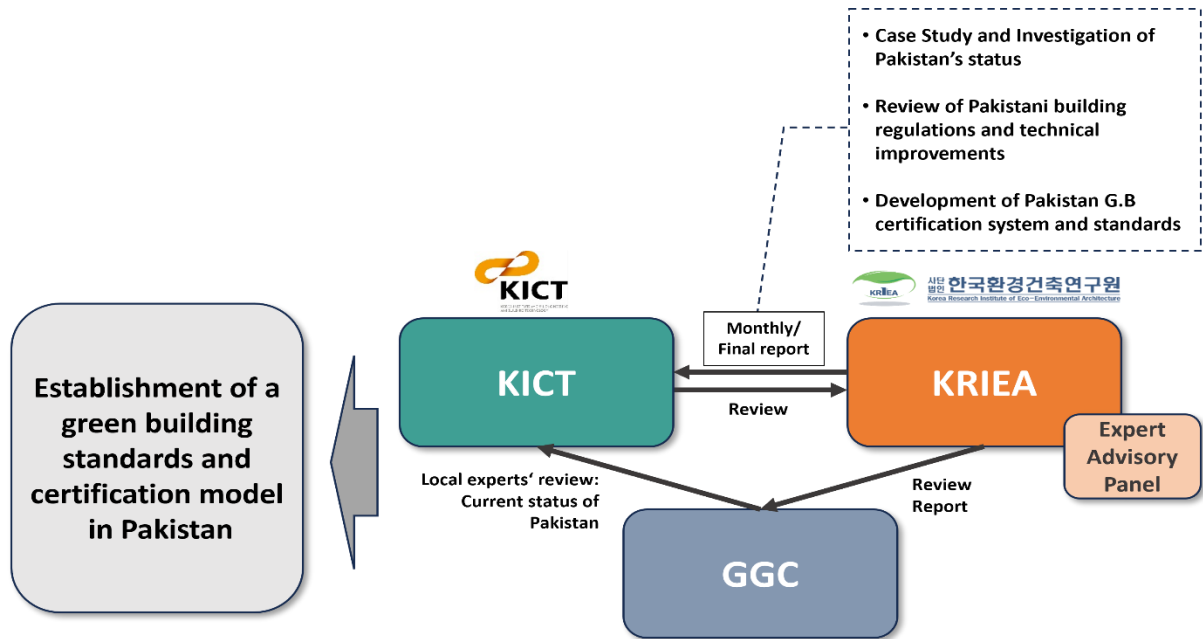 • Case Study and Investigation of
Pakistan’s status
• Review of Pakistani building
regulations and technical
improvements
• Development of Pakistan G.B
certification system and standards
KICT
KRIEA
사단
법인 한국환경건축연구원
Korea Research Institute of Eco-Environmental Architecture
Monthly/
Final report
KICT
KRIEA
Review
Expert
Advisory
Panel
Establishment of a
green building
standards and
certification model
in Pakistan
Local experts‘ review:
Current status of
Pakistan
Review
Report
GGC